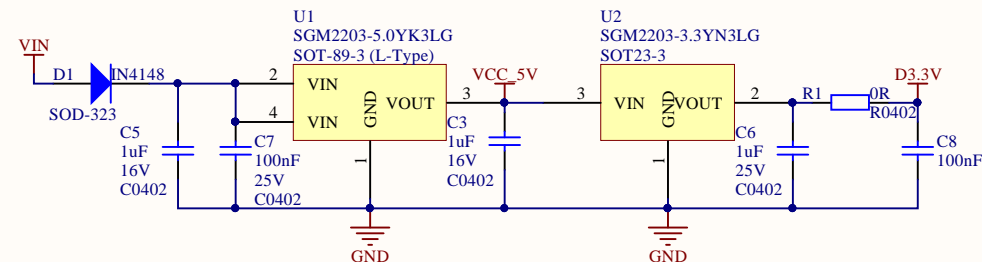 U1
SGM2203-5.0YK3LG
SOT-89-3 (L-Type)
U2
SGM2203-3.3YN3LG
SOT23-3
VIN
D1
IN4148
SOD-323
2
VIN
4
VIN
GND
VOUT
3
1
VCC_5V
3
VIN
GND
VOUT
2
1
R1
0R
R0402
D3.3V
C5
1uF
16V
C0402
C7
100nF
25V
C0402
C3
1uF
16V
C0402
C6
1uF
25V
C0402
C8
100nF
GND
GND